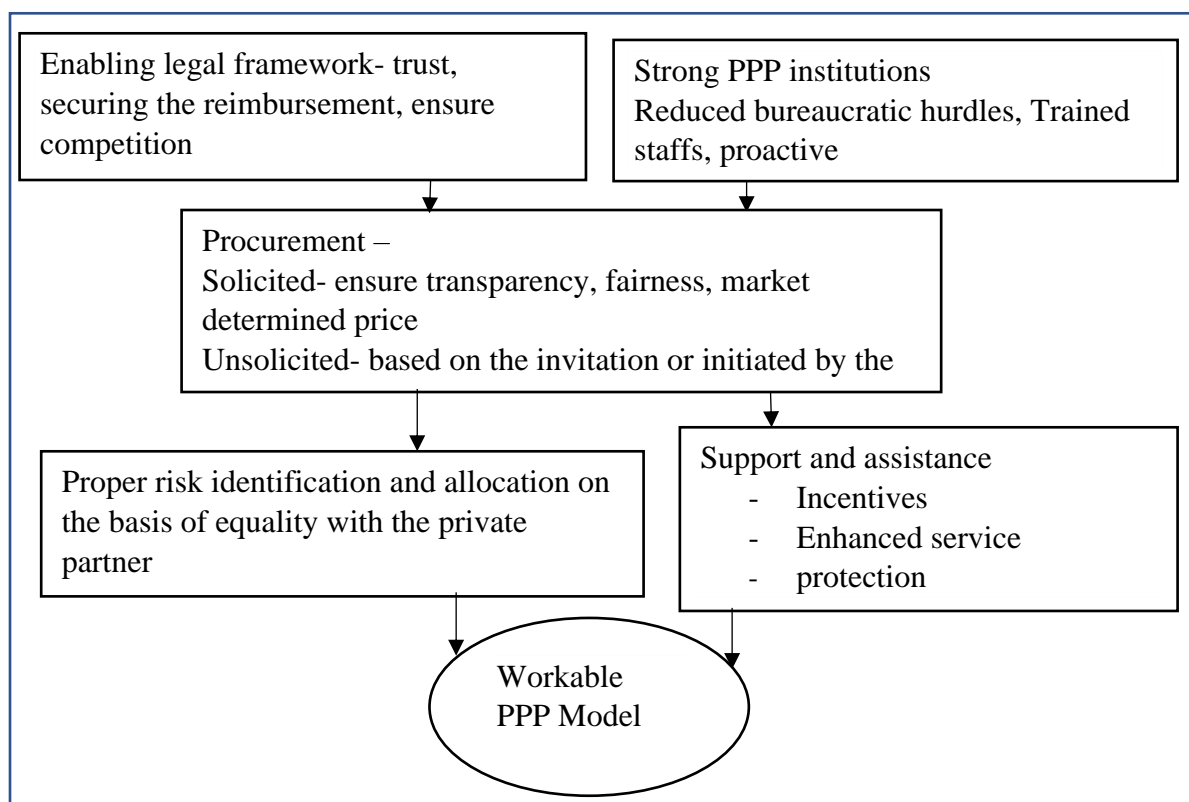 Enabling legal framework- trust,
securing the reimbursement, ensure
competition
Strong PPP institutions
Reduced bureaucratic hurdles, Trained
staffs, proactive
Procurement –
Solicited- ensure transparency, fairness, market
determined price
Unsolicited- based on the invitation or initiated by the
Proper risk identification and allocation on
the basis of equality with the private
partner
Support and assistance
- Incentives
- Enhanced service
- protection
Workable
PPP Model